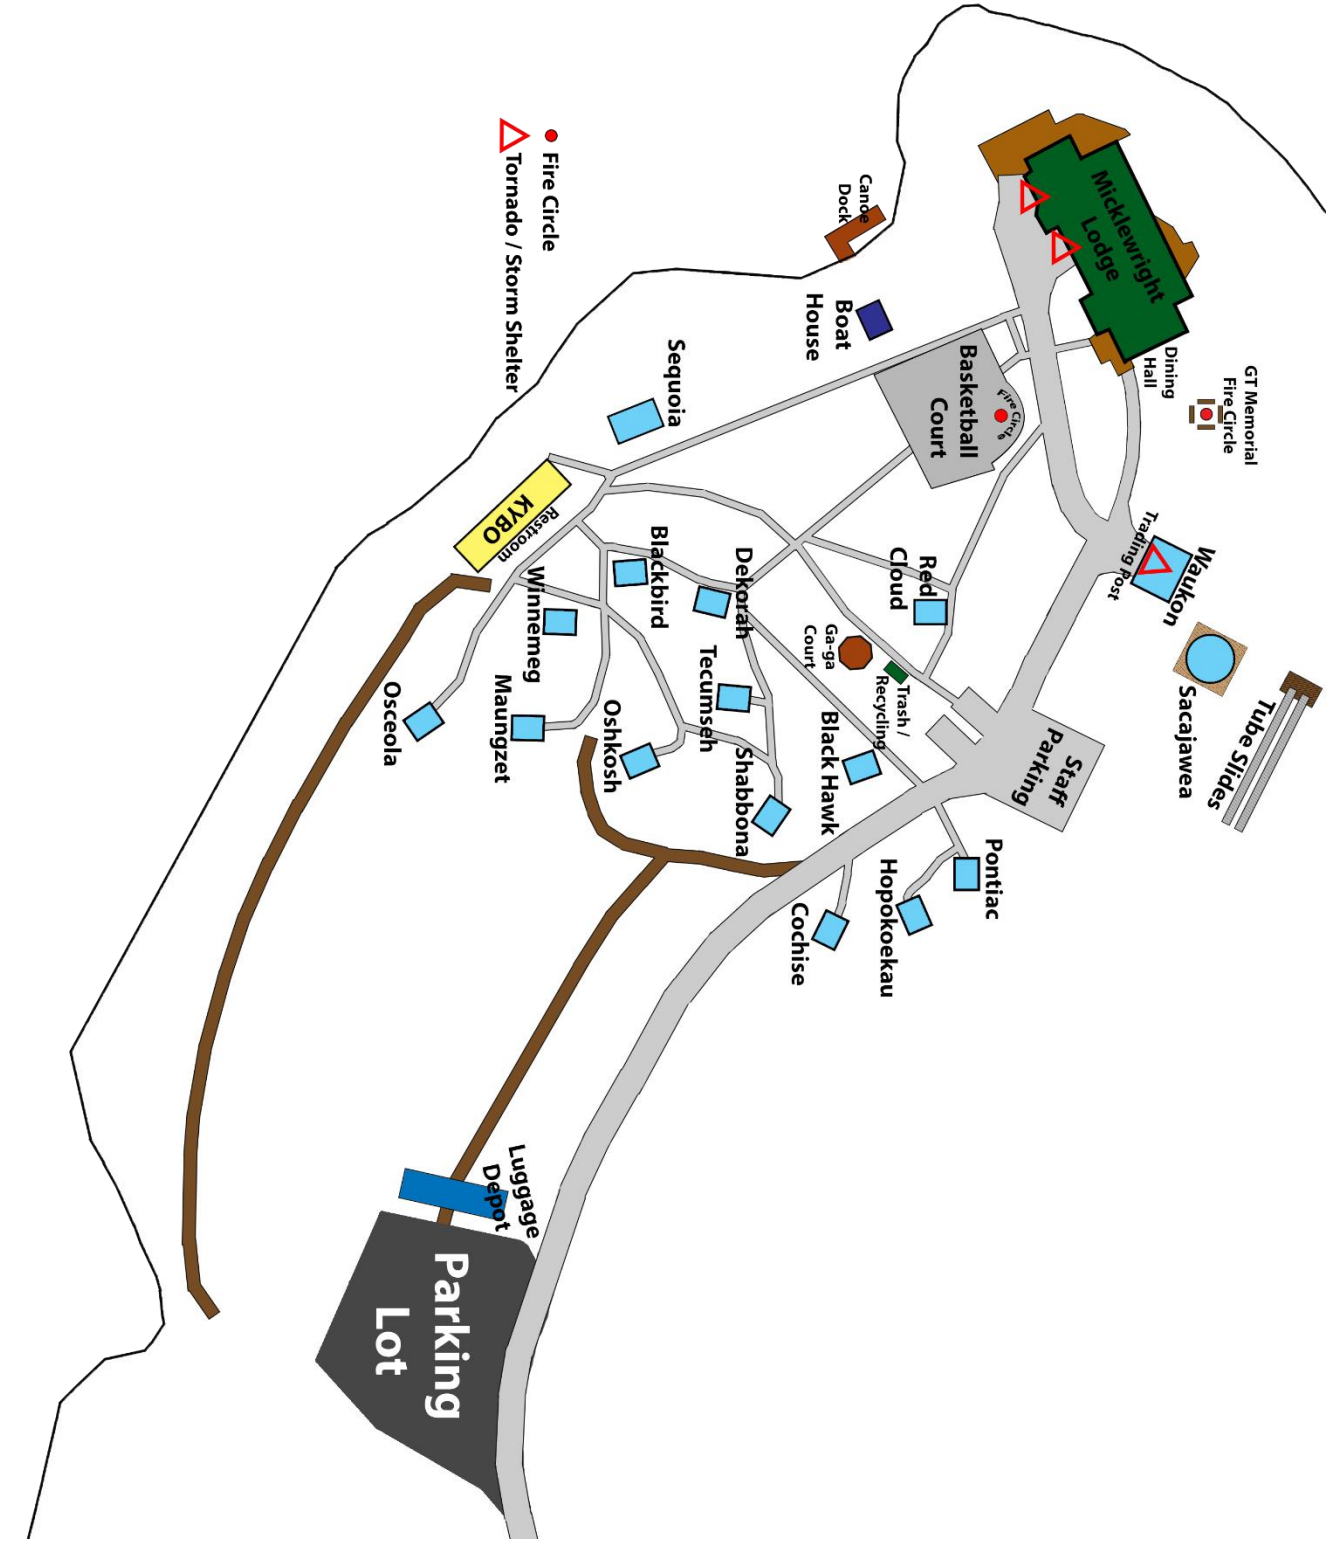 Fire Circle
Tornado / Storm Shelter
Micklewright
Lodge
Canoe
Dock
Boat
House
Dining
Hall
GT Memorial
Fire Circle
Basketball
Court
Fire Circle
Sequoia
KYBO
Restroom
Trading Post
Waukon
Sacajawea
Tube Slides
Red
Cloud
Blackbird
Dekorah
Winnemeg
Ga-ga
Court
Trash /
Recycling
Staff
Parking
Osceola
Maungzet
Oshkosh
Tecumseh
Shabbona
Black Hawk
Pontiac
Hopokoekau
Cochise
Luggage
Depot
Parking
Lot